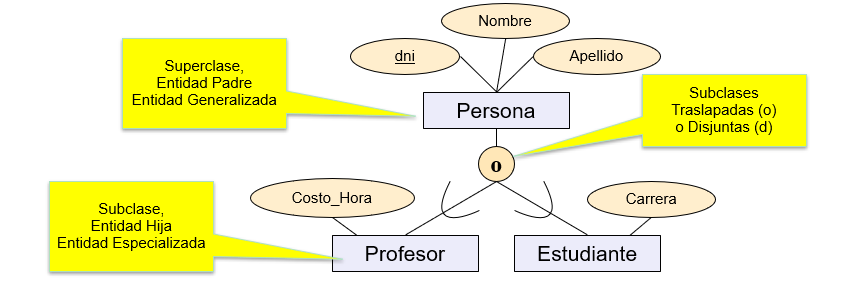 Nombre
dni
Apellido
Superclase,
Entidad Padre
Entidad Generalizada
Persona
Subclases
Traslapadas (o)
o Disjuntas (d)
o
Subclase,
Entidad Hija
Entidad Especializada
Costo_Hora
Carrera
Profesor
Estudiante